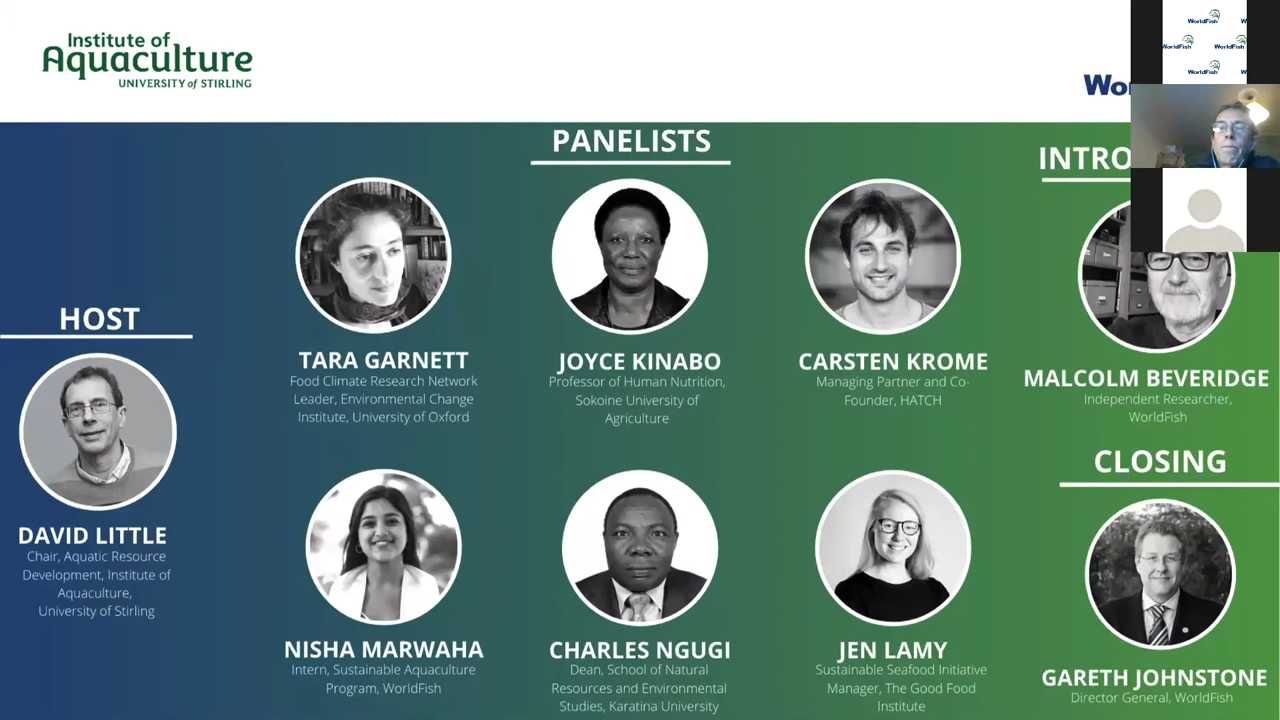 Institute of
Aquaculture
UNIVERSITY of STIRLING
WorldFish
WorldFish
WorldFish
WorldFish
PANELISTS
HOST
DAVID LITTLE
Chair, Aquatic Resource
Development, Institute of
Aquaculture,
University of Stirling
TARA GARNETT
Food Climate Research Network
Leader, Environmental Change
Institute, University of Oxford
JOYCE KINABO
Professor of Human Nutrition,
Sokoine University of
Agriculture
CARSTEN KROME
Managing Partner and Co-
Founder, HATCH
NISHA MARWAHA
Intern, Sustainable Aquaculture
Program, WorldFish
CHARLES NGUGI
Dean, School of Natural
Resources and Environmental
Studies, Karatina University
JEN LAMY
Sustainable Seafood Initiative
Manager, The Good Food
Institute
INTRO
MALCOLM BEVERIDGE
Independent Researcher,
WorldFish
CLOSING
GARETH JOHNSTONE
Director General, WorldFish